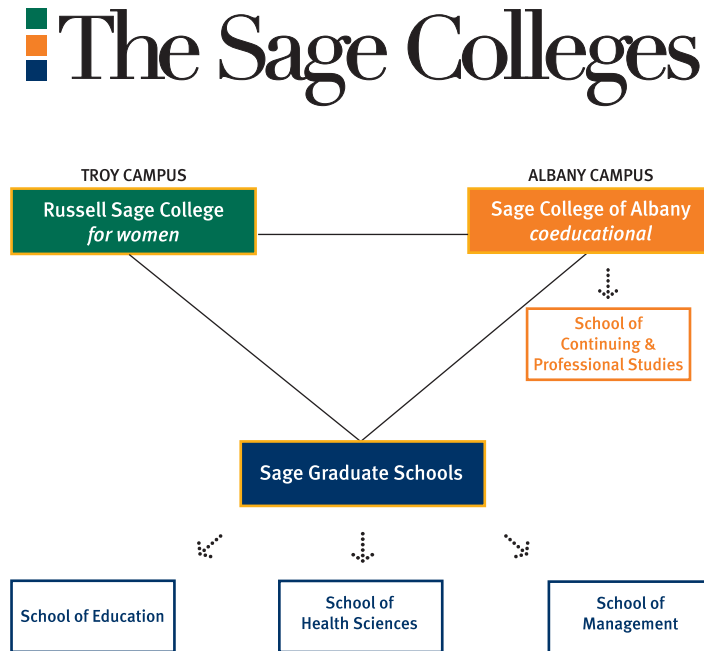 The Sage Colleges
TROY CAMPUS
Russell Sage College
for women
ALBANY CAMPUS
Sage College of Albany
coeducational
School of
Continuing &
Professional Studies
Sage Graduate Schools
School of Education
School of
Health Sciences
School of
Management